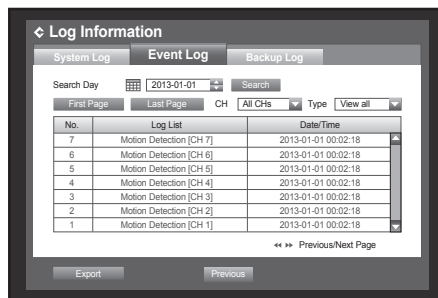 Log Information
System Log Event Log Backup Log
Search Day 2013-01-01 Search
First Page Last Page CH All CHs Type View all
No. Log List Date/Time
7 Motion Detection [CH 7] 2013-01-01 00:02:18
6 Motion Detection [CH 6] 2013-01-01 00:02:18
5 Motion Detection [CH 5] 2013-01-01 00:02:18
4 Motion Detection [CH 4] 2013-01-01 00:02:18
3 Motion Detection [CH 3] 2013-01-01 00:02:18
2 Motion Detection [CH 2] 2013-01-01 00:02:18
1 Motion Detection [CH 1] 2013-01-01 00:02:18
Previous/Next Page
Export Previous